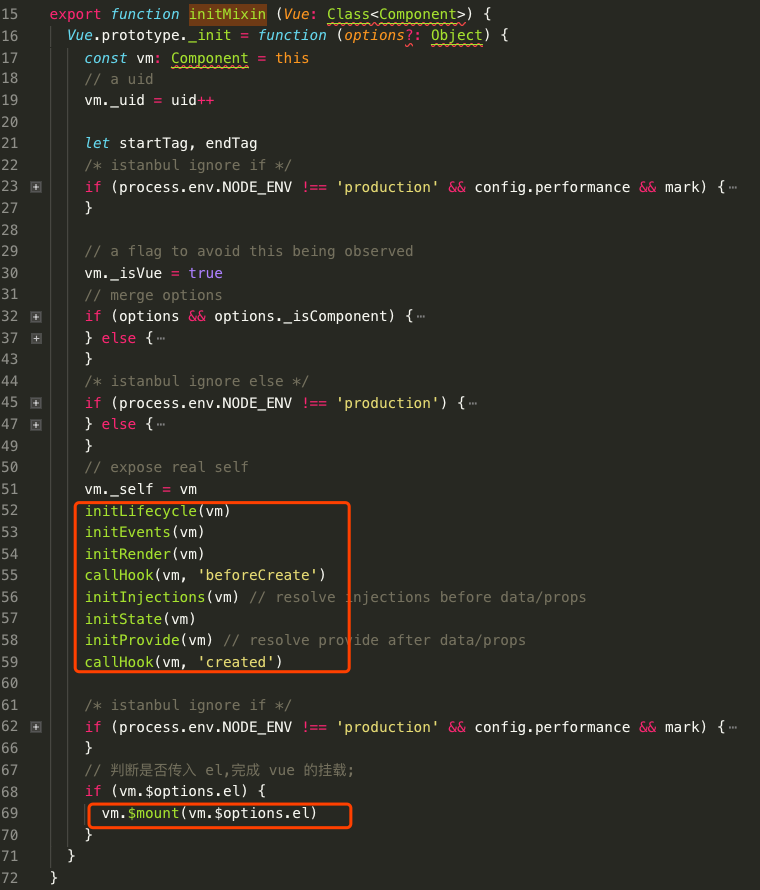 15 export function initMixin (Vue: Class<Component>) {
16 Vue.prototype._init = function (options?: Object) {
17 const vm: Component = this
18 // a uid
19 vm._uid = uid++
20
21 let startTag, endTag
22 /* istanbul ignore if */
23 if (process.env.NODE_ENV !== 'production' && config.performance && mark) {⋯
27 }
28
29 // a flag to avoid this being observed
30 vm._isVue = true
31 // merge options
32 if (options && options._isComponent) {⋯
37 } else {⋯
43 }
44 /* istanbul ignore else */
45 if (process.env.NODE_ENV !== 'production') {⋯
47 } else {⋯
49 }
50 // expose real self
51 vm._self = vm
52 initLifecycle(vm)
53 initEvents(vm)
54 initRender(vm)
55 callHook(vm, 'beforeCreate')
56 initInjections(vm) // resolve injections before data/props
57 initState(vm)
58 initProvide(vm) // resolve provide after data/props
59 callHook(vm, 'created')
60
61 /* istanbul ignore if */
62 if (process.env.NODE_ENV !== 'production' && config.performance && mark) {⋯
66 }
67 // 判断是否传入 el,完成 vue 的挂载;
68 if (vm.$options.el) {
69 vm.$mount(vm.$options.el)
70 }
71 }
72 }